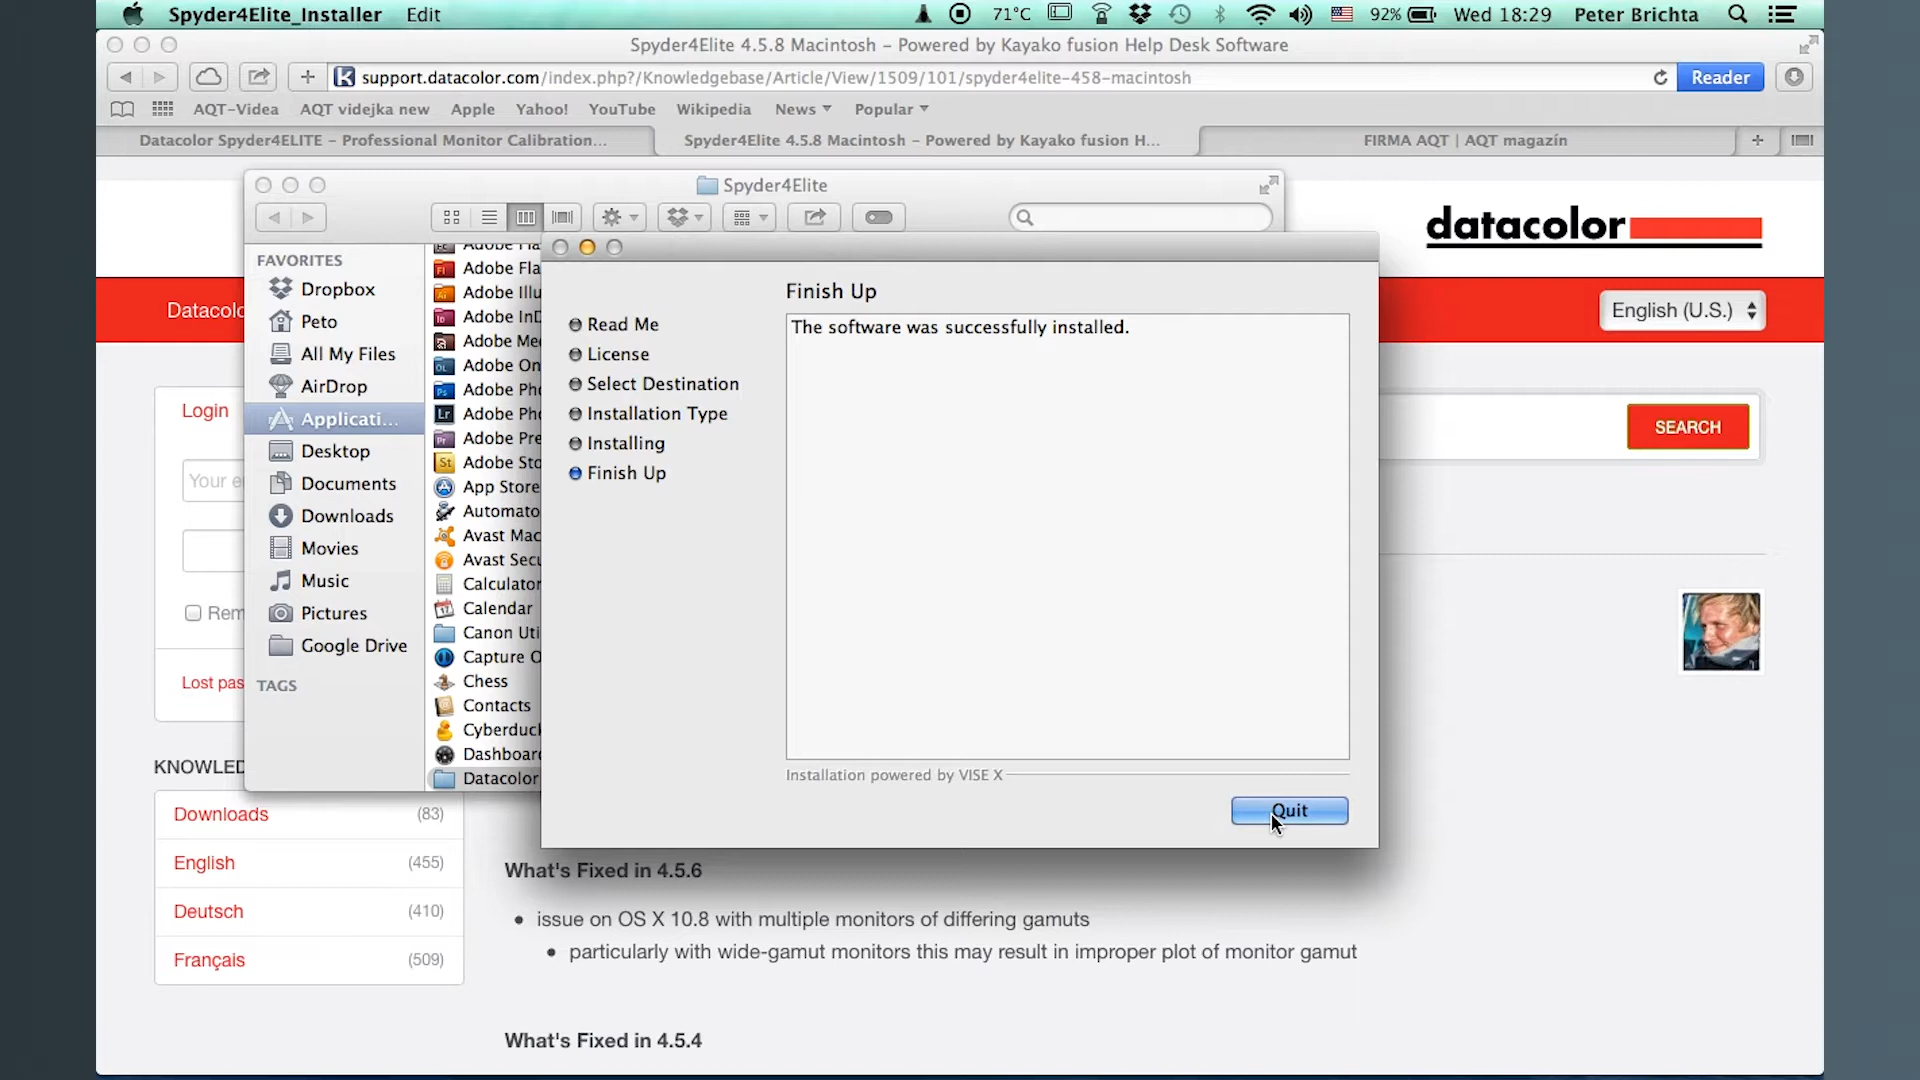 Spyder4Elite_Installer Edit 71°C 92% Wed 18:29 Peter Brichta
Spyder4Elite 4.5.8 Macintosh – Powered by Kayako fusion Help Desk Software
support.datacolor.com/index.php?/Knowledgebase/Article/View/1509/101/spyder4elite-458-macintosh Reader
AQT-Videa AQT videjka new Apple Yahoo! YouTube Wikipedia News Popular
Datacolor Spyder4ELITE – Professional Monitor Calibration... Spyder4Elite 4.5.8 Macintosh – Powered by Kayako fusion H... FIRMA AQT | AQT magazín
Spyder4Elite
datacolor
FAVORITES
Dropbox
Peto
All My Files
AirDrop
Applicati...
Desktop
Documents
Downloads
Movies
Music
Pictures
Google Drive
TAGS
Adobe Fla
Adobe Fla
Adobe Illu
Adobe InD
Adobe Me
Adobe On
Adobe Pho
Adobe Pho
Adobe Pre
Adobe Sto
App Store
Automato
Avast Mac
Avast Secu
Calculator
Calendar
Canon Uti
Capture O
Chess
Contacts
Cyberduck
Dashboard
Datacolor
Finish Up
Read Me
License
Select Destination
Installation Type
Installing
Finish Up
The software was successfully installed.
Installation powered by VISE X
Quit
Datacolo
English (U.S.)
Login
SEARCH
Your e
Rem
Lost pas
KNOWLED
Downloads (83)
English (455)
Deutsch (410)
Français (509)
What's Fixed in 4.5.6
issue on OS X 10.8 with multiple monitors of differing gamuts
particularly with wide-gamut monitors this may result in improper plot of monitor gamut
What's Fixed in 4.5.4